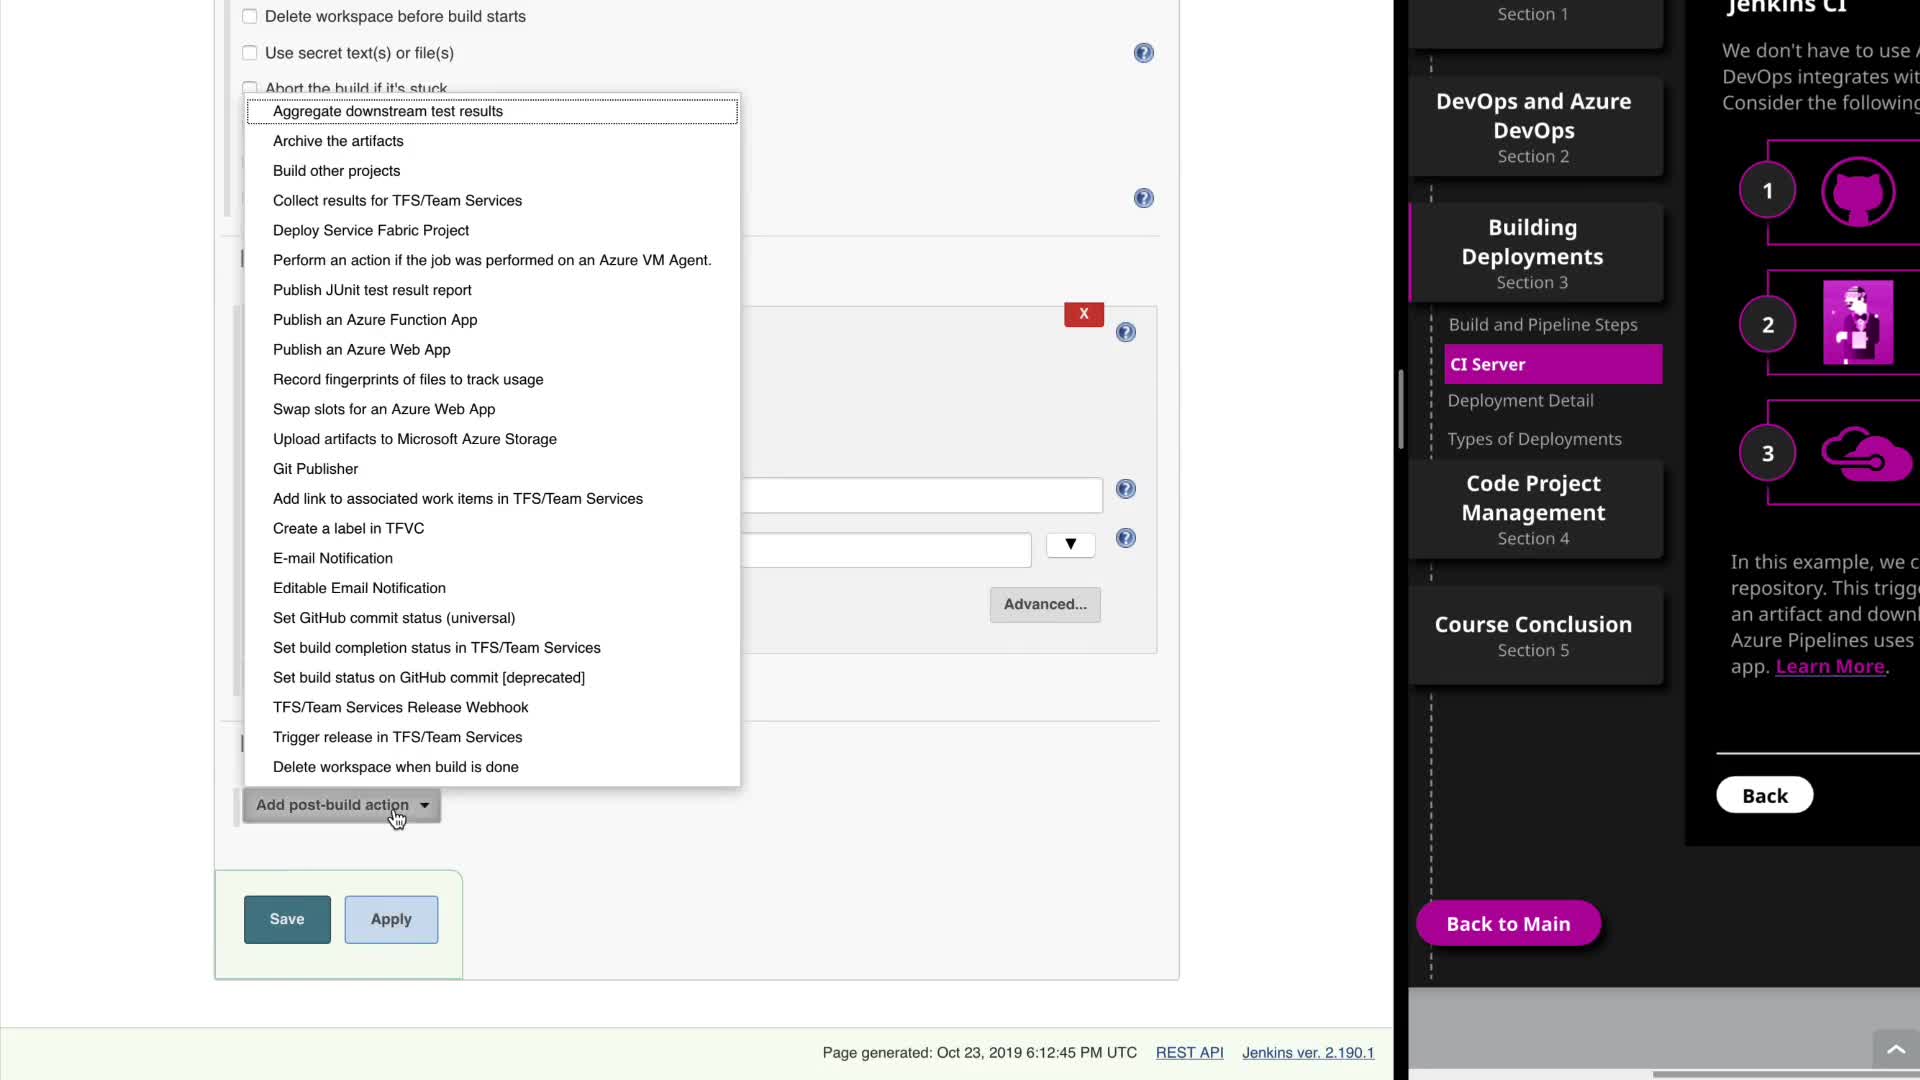 Delete workspace before build starts
Use secret text(s) or file(s)
Abort the build if it's stuck
Aggregate downstream test results
Archive the artifacts
Build other projects
Collect results for TFS/Team Services
Deploy Service Fabric Project
Perform an action if the job was performed on an Azure VM Agent.
Publish JUnit test result report
Publish an Azure Function App
Publish an Azure Web App
Record fingerprints of files to track usage
Swap slots for an Azure Web App
Upload artifacts to Microsoft Azure Storage
Git Publisher
Add link to associated work items in TFS/Team Services
Create a label in TFVC
E-mail Notification
Editable Email Notification
Set GitHub commit status (universal)
Set build completion status in TFS/Team Services
Set build status on GitHub commit [deprecated]
TFS/Team Services Release Webhook
Trigger release in TFS/Team Services
Delete workspace when build is done
Add post-build action
X
Advanced...
Save
Apply
Page generated: Oct 23, 2019 6:12:45 PM UTC
REST API
Jenkins ver. 2.190.1
Section 1
DevOps and Azure
DevOps
Section 2
Building
Deployments
Section 3
Build and Pipeline Steps
CI Server
Deployment Detail
Types of Deployments
Code Project
Management
Section 4
Course Conclusion
Section 5
Back to Main
Jenkins CI
We don't have to use
DevOps integrates wit
Consider the following
1
2
3
In this example, we c
repository. This trigg
an artifact and downl
Azure Pipelines uses
app. Learn More.
Back